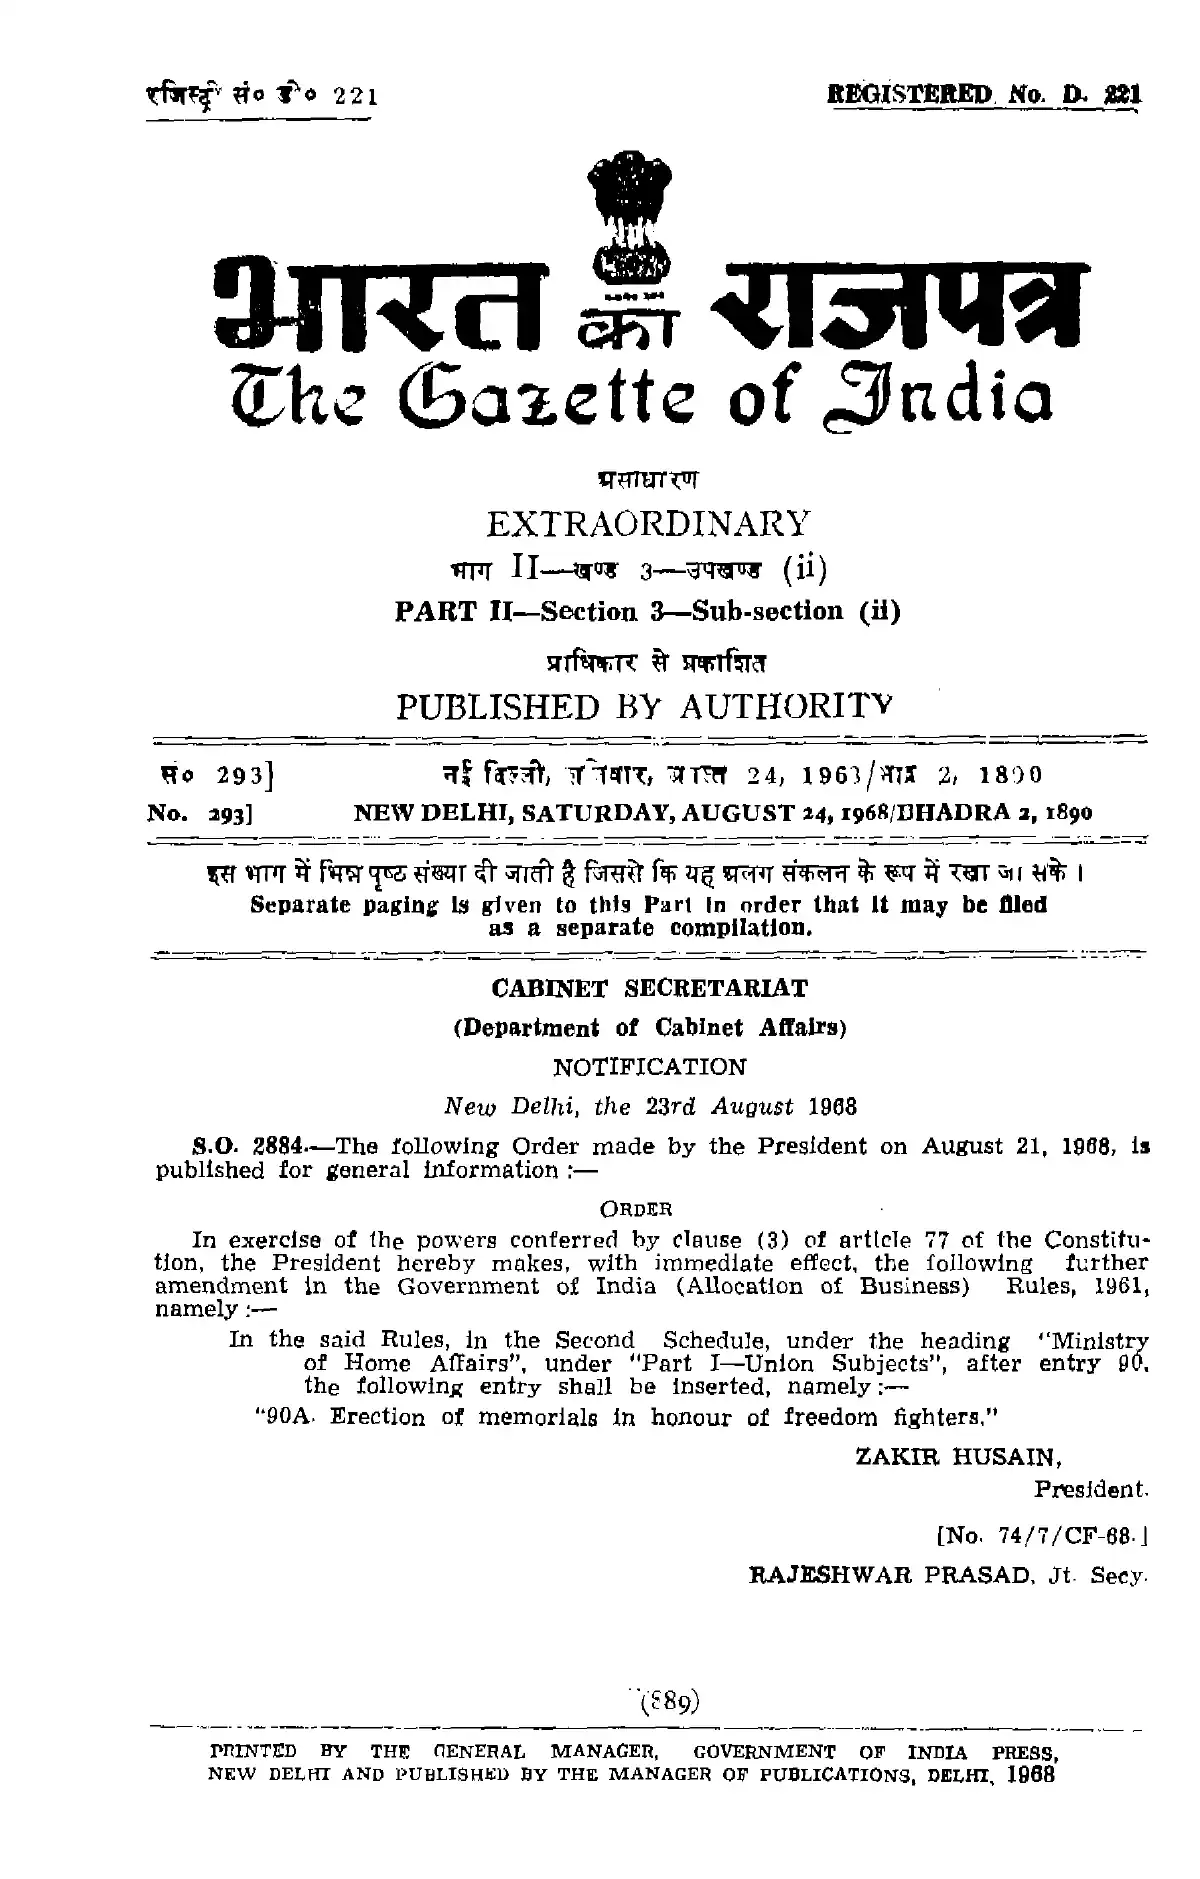 रजिस्ट्री सं० डी० 221
REGISTERED No. D. 221
भारत का राजपत्र
The Gazette of India
असाधारण
EXTRAORDINARY
भाग II—खण्ड 3—उपखण्ड (ii)
PART II—Section 3—Sub-section (ii)
प्राधिकार से प्रकाशित
PUBLISHED BY AUTHORITY
सं० 293]
नई दिल्ली, शनिवार, अगस्त 24, 1968/भाद्र 2, 1890
No. 293]
NEW DELHI, SATURDAY, AUGUST 24, 1968/BHADRA 2, 1890
इस भाग में भिन्न पृष्ठ संख्या दी जाती है जिससे कि यह अलग संकलन के रूप में रखा जा सके ।
Separate paging is given to this Part in order that it may be filed
as a separate compilation.
CABINET SECRETARIAT
(Department of Cabinet Affairs)
NOTIFICATION
New Delhi, the 23rd August 1968
S.O. 2884.—The following Order made by the President on August 21, 1968, is
published for general information :—
ORDER
In exercise of the powers conferred by clause (3) of article 77 of the Constitu-
tion, the President hereby makes, with immediate effect, the following further
amendment in the Government of India (Allocation of Business) Rules, 1961,
namely :—
In the said Rules, in the Second Schedule, under the heading "Ministry
of Home Affairs", under "Part I—Union Subjects", after entry 90,
the following entry shall be inserted, namely :—
"90A. Erection of memorials in honour of freedom fighters."
ZAKIR HUSAIN,
President.
[No. 74/7/CF-68.]
RAJESHWAR PRASAD, Jt. Secy.
(889)
PRINTED BY THE GENERAL MANAGER, GOVERNMENT OF INDIA PRESS,
NEW DELHI AND PUBLISHED BY THE MANAGER OF PUBLICATIONS, DELHI, 1968